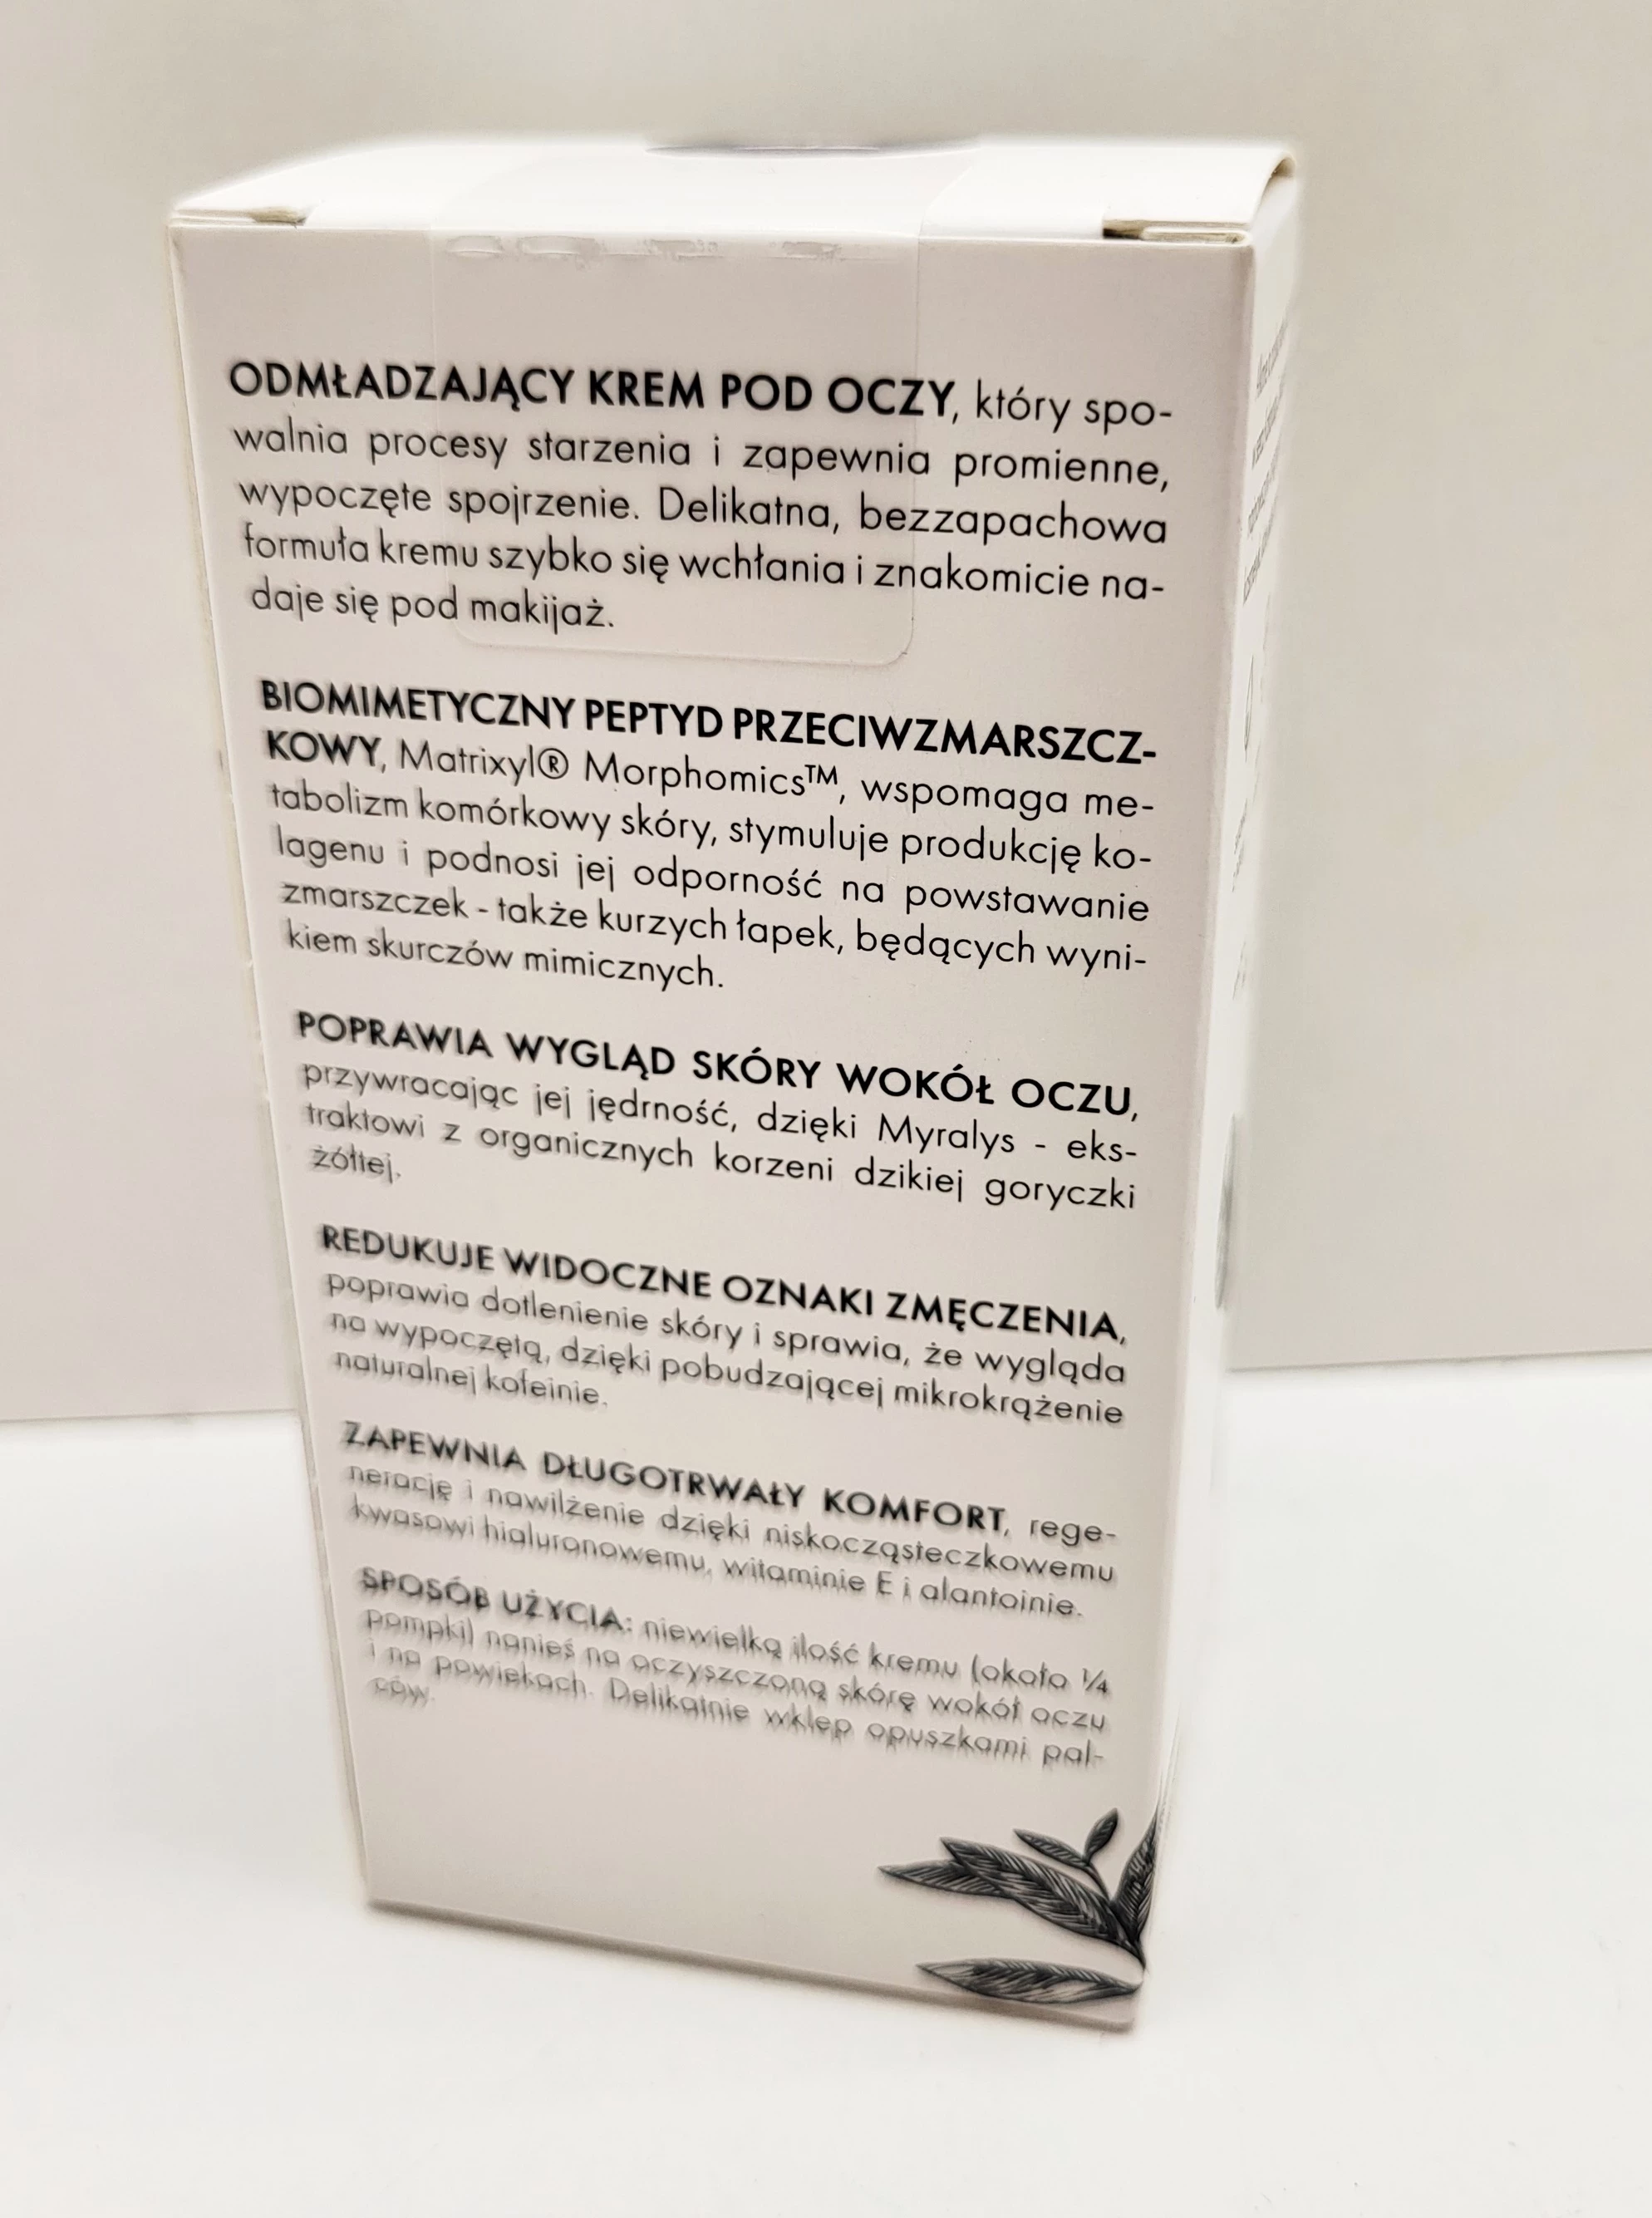 ODMŁADZAJĄCY KREM POD OCZY, który spo-
walnia procesy starzenia i zapewnia promienne,
wypoczęte spojrzenie. Delikatna, bezzapachowa
formuła kremu szybko się wchłania i znakomicie na-
daje się pod makijaż.
BIOMIMETYCZNY PEPTYD PRZECIWZMARSZCZ-
KOWY, Matrixyl® Morphomics™, wspomaga me-
tabolizm komórkowy skóry, stymuluje produkcję ko-
lagenu i podnosi jej odporność na powstawanie
zmarszczek - także kurzych łapek, będących wyni-
kiem skurczów mimicznych.
POPRAWIA WYGLĄD SKÓRY WOKÓŁ OCZU,
przywracając jej jędrność, dzięki Myralys - eks-
traktowi z organicznych korzeni dzikiej goryczki
żółtej.
REDUKUJE WIDOCZNE OZNAKI ZMĘCZENIA,
poprawia dotlenienie skóry i sprawia, że wygląda
na wypoczętą, dzięki pobudzającej mikrokrążenie
naturalnej kofeinie.
ZAPEWNIA DŁUGOTRWAŁY KOMFORT, rege-
nerację i nawilżenie dzięki niskocząsteczkowemu
kwasowi hialuronowemu, witaminie E i alantoinie.
SPOSÓB UŻYCIA: niewielką ilość kremu (około ¼
pompki) nanieś na oczyszczoną skórę wokół oczu
i na powiekach. Delikatnie wklep opuszkami pal-
ców.